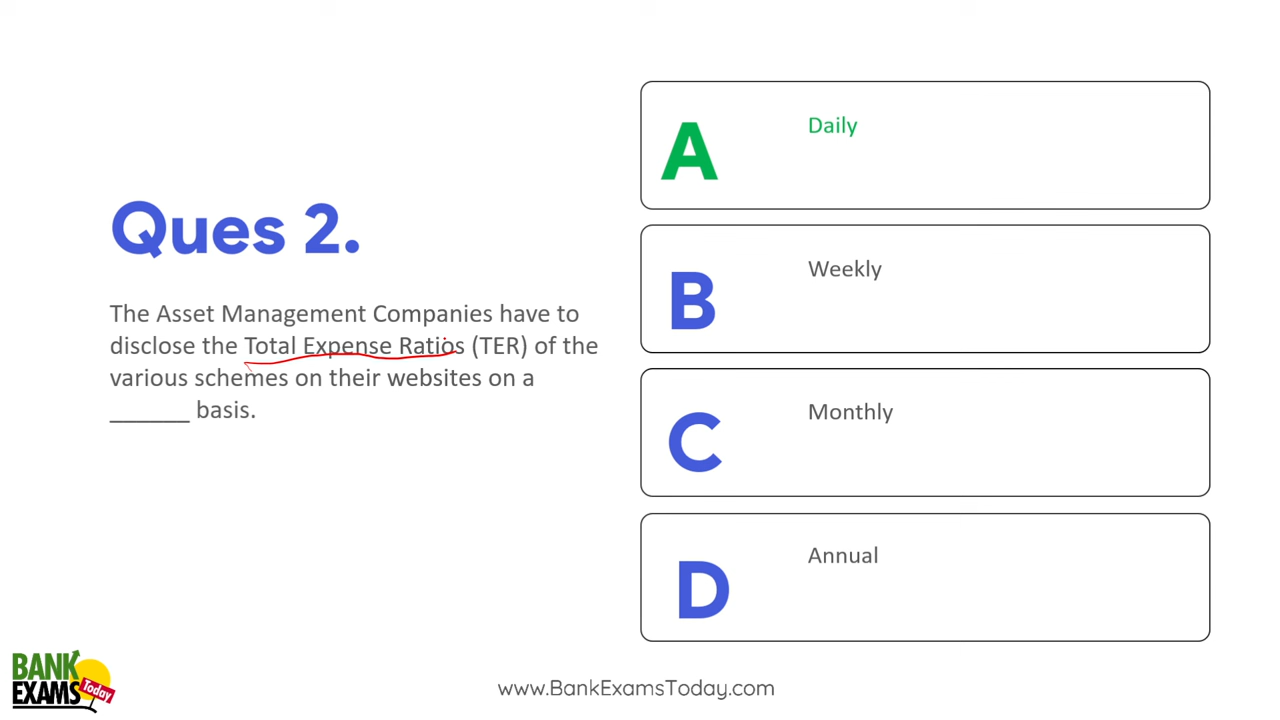 Ques 2.
The Asset Management Companies have to
disclose the Total Expense Ratios (TER) of the
various schemes on their websites on a
______ basis.
A
Daily
B
Weekly
C
Monthly
D
Annual
BANK
EXAMS
Today
www.BankExamsToday.com